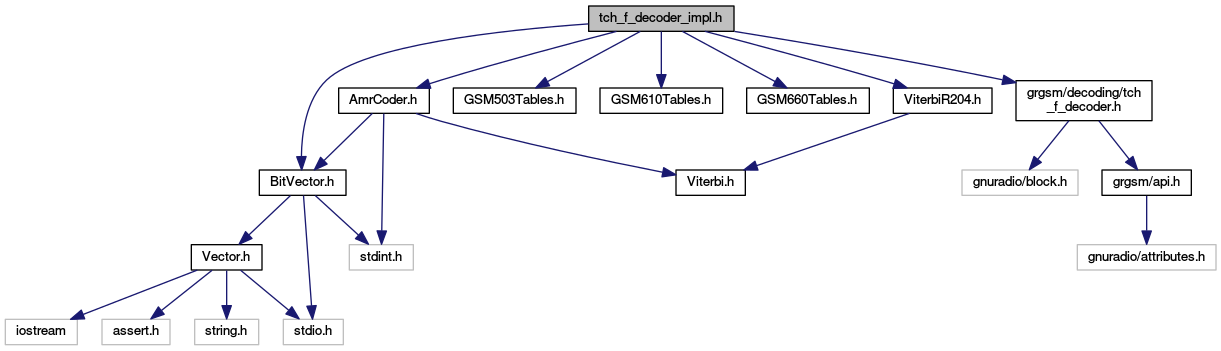 tch_f_decoder_impl.h
AmrCoder.h
GSM503Tables.h
GSM610Tables.h
GSM660Tables.h
ViterbiR204.h
grgsm/decoding/tch
_f_decoder.h
BitVector.h
Viterbi.h
gnuradio/block.h
grgsm/api.h
Vector.h
stdint.h
gnuradio/attributes.h
iostream
assert.h
string.h
stdio.h